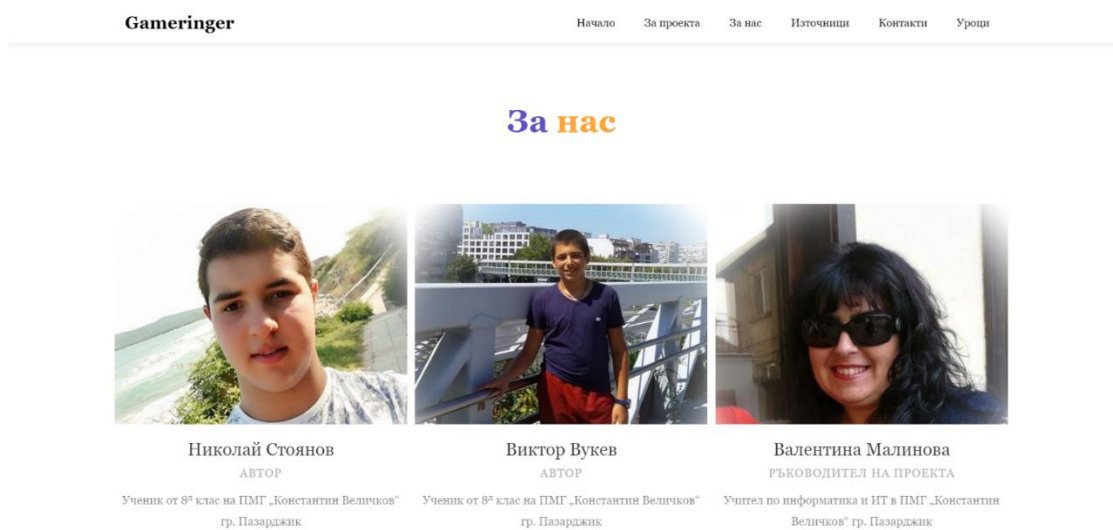 Gameringer
Начало За проекта За нас Източници Контакти Уроци
За нас
Николай Стоянов
АВТОР
Ученик от 8ª клас на ПМГ „Константин Величков“
гр. Пазарджик
Виктор Вукев
АВТОР
Ученик от 8ª клас на ПМГ „Константин Величков“
гр. Пазарджик
Валентина Малинова
РЪКОВОДИТЕЛ НА ПРОЕКТА
Учител по информатика и ИТ в ПМГ „Константин
Величков“ гр. Пазарджик